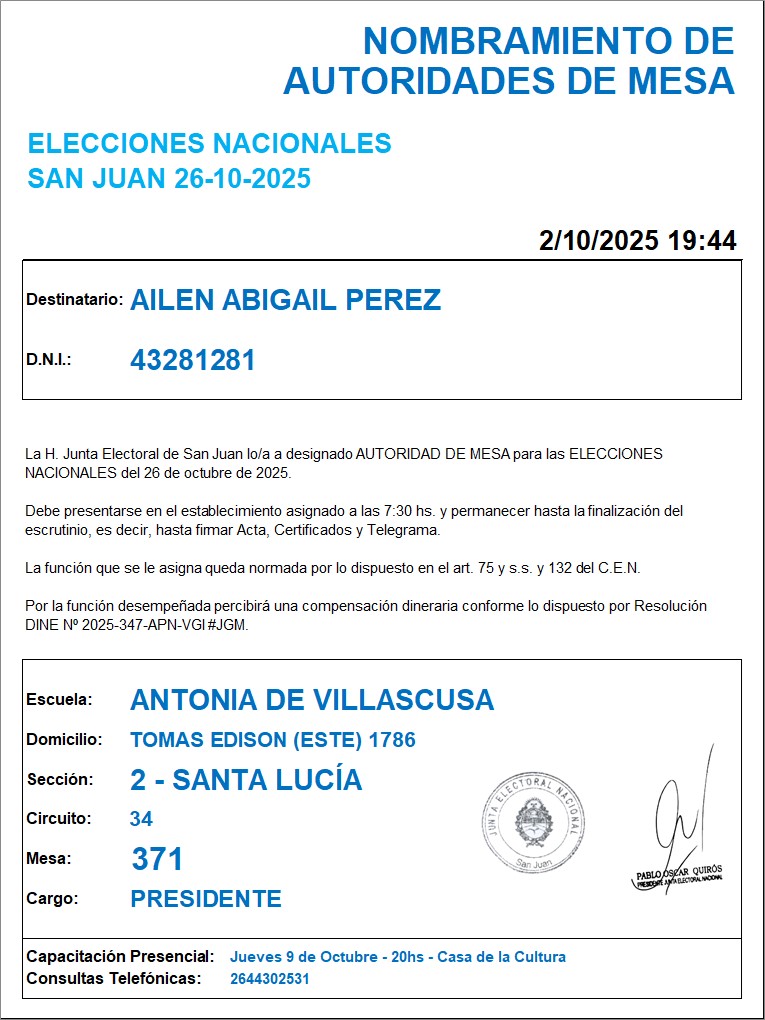 NOMBRAMIENTO DE
AUTORIDADES DE MESA
ELECCIONES NACIONALES
SAN JUAN 26-10-2025
2/10/2025 19:44
Destinatario: AILEN ABIGAIL PEREZ
D.N.I.: 43281281
La H. Junta Electoral de San Juan lo/a a designado AUTORIDAD DE MESA para las ELECCIONES
NACIONALES del 26 de octubre de 2025.
Debe presentarse en el establecimiento asignado a las 7:30 hs. y permanecer hasta la finalización del
escrutinio, es decir, hasta firmar Acta, Certificados y Telegrama.
La función que se le asigna queda normada por lo dispuesto en el art. 75 y s.s. y 132 del C.E.N.
Por la función desempeñada percibirá una compensación dineraria conforme lo dispuesto por Resolución
DINE Nº 2025-347-APN-VGI#JGM.
Escuela: ANTONIA DE VILLASCUSA
Domicilio: TOMAS EDISON (ESTE) 1786
Sección: 2 - SANTA LUCÍA
Circuito: 34
Mesa: 371
Cargo: PRESIDENTE
JUNTA ELECTORAL NACIONAL
San Juan
PABLO OSCAR QUIRÓS
PRESIDENTE JUNTA ELECTORAL NACIONAL
Capacitación Presencial: Jueves 9 de Octubre - 20hs - Casa de la Cultura
Consultas Telefónicas: 2644302531